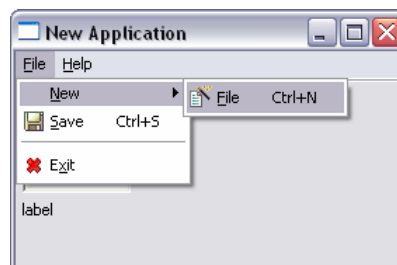 New Application
File Help
New
File Ctrl+N
Save Ctrl+S
Exit
label